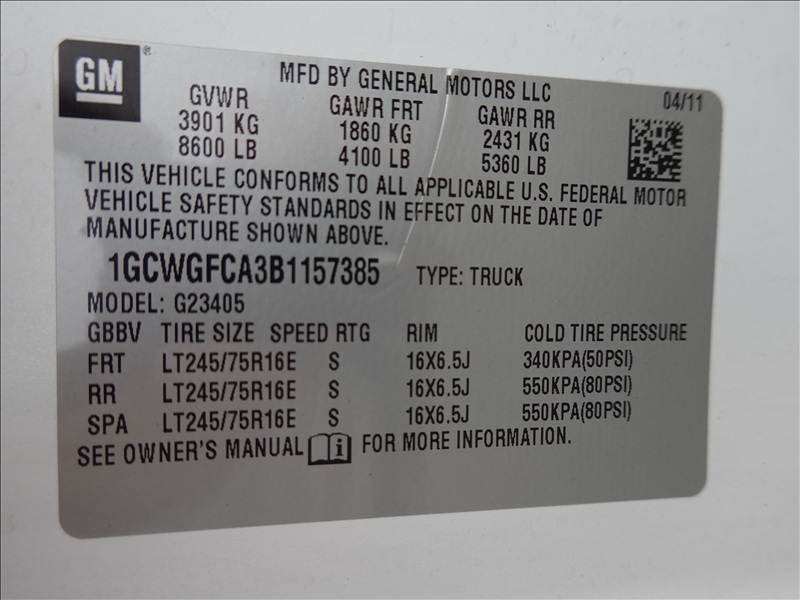 GM ®
MFD BY GENERAL MOTORS LLC
04/11
GVWR GAWR FRT GAWR RR
3901 KG 1860 KG 2431 KG
8600 LB 4100 LB 5360 LB
THIS VEHICLE CONFORMS TO ALL APPLICABLE U.S. FEDERAL MOTOR
VEHICLE SAFETY STANDARDS IN EFFECT ON THE DATE OF
MANUFACTURE SHOWN ABOVE.
1GCWGFCA3B1157385 TYPE: TRUCK
MODEL: G23405
GBBV TIRE SIZE SPEED RTG RIM COLD TIRE PRESSURE
FRT LT245/75R16E S 16X6.5J 340KPA(50PSI)
RR LT245/75R16E S 16X6.5J 550KPA(80PSI)
SPA LT245/75R16E S 16X6.5J 550KPA(80PSI)
SEE OWNER'S MANUAL i FOR MORE INFORMATION.